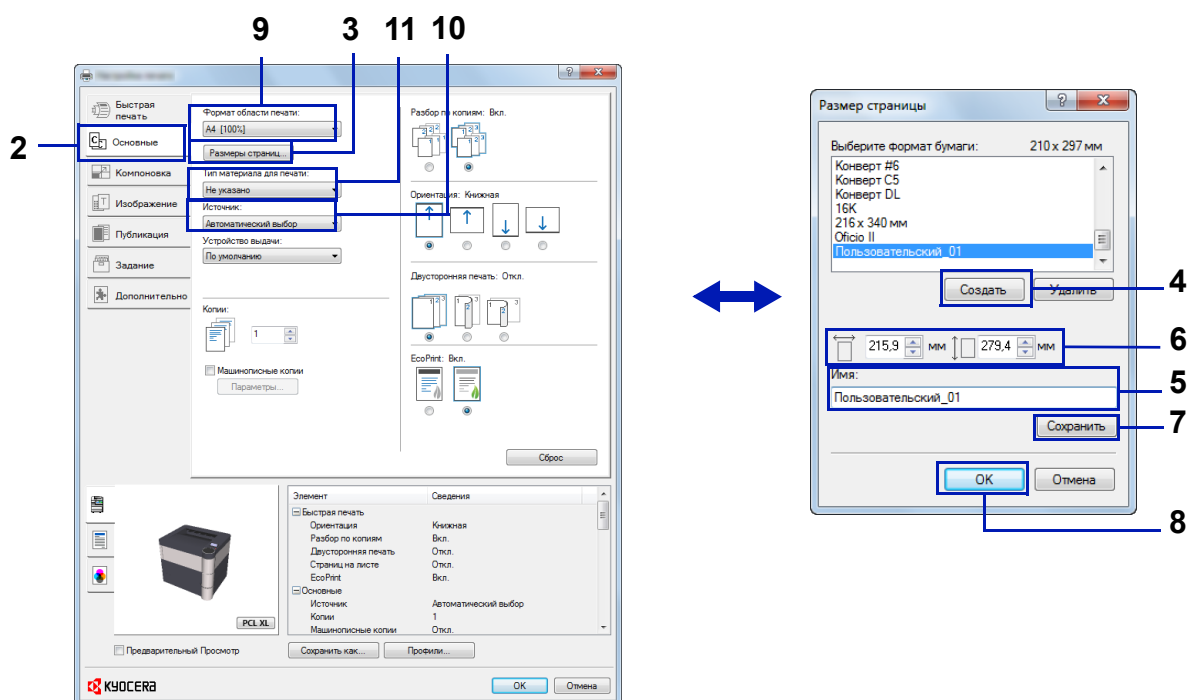 9
3
11
10
2
Быстрая печать
Основные
Компоновка
Изображение
Публикация
Задание
Дополнительно
Формат области печати:
A4 [100%]
Размеры страниц...
Тип материала для печати:
Не указано
Источник:
Автоматический выбор
Устройство выдачи:
По умолчанию
Копии:
1
Машинописные копии
Параметры...
Разбор по копиям: Вкл.
Ориентация: Книжная
Двусторонняя печать: Откл.
EcoPrint: Вкл.
Сброс
PCL XL
Предварительный Просмотр
Элемент Сведения
Быстрая печать
Ориентация Книжная
Разбор по копиям Вкл.
Двусторонняя печать Откл.
Страниц на листе Откл.
EcoPrint Вкл.
Основные
Источник Автоматический выбор
Копии 1
Машинописные копии Откл.
Сохранить как... Профили...
KYOCERA
OK Отмена
Размер страницы
Выберите формат бумаги: 210 x 297 мм
Конверт #6
Конверт C5
Конверт DL
16K
216 x 340 мм
Oficio II
Пользовательский_01
Создать Удалить
4
215,9 мм 279,4 мм
6
Имя:
Пользовательский_01
5
Сохранить
7
OK Отмена
8